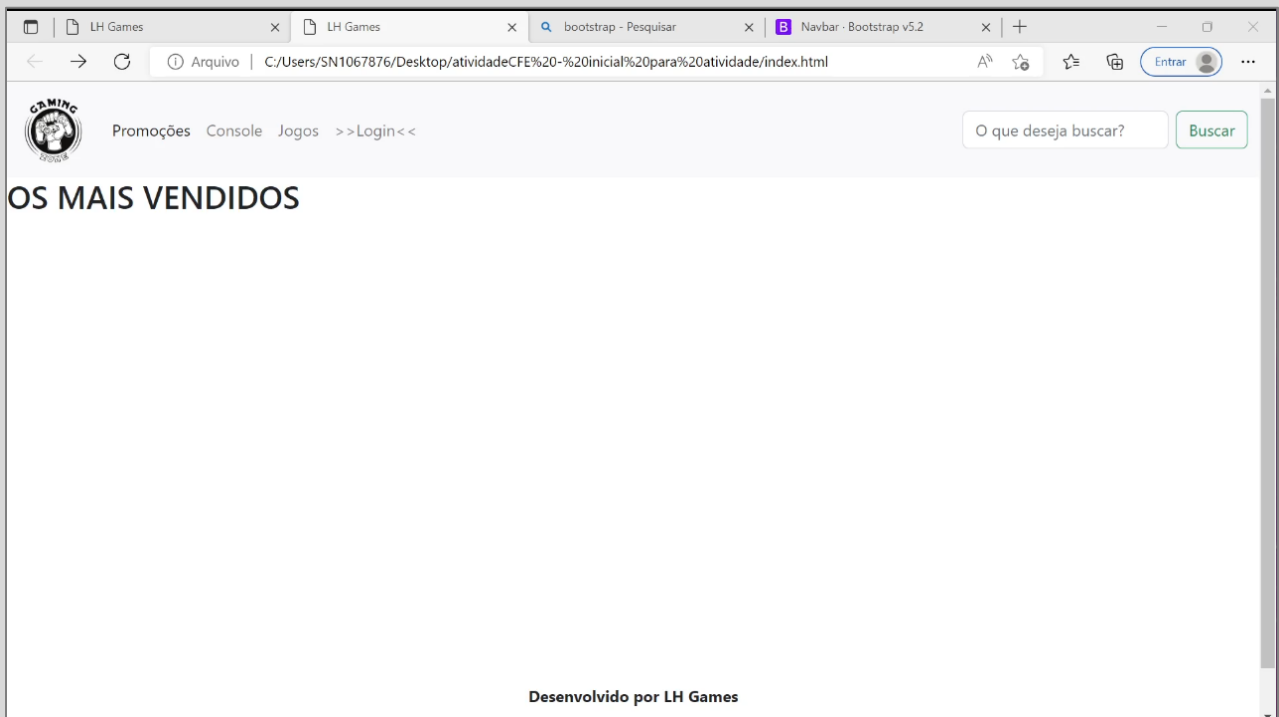 LH Games
LH Games
bootstrap - Pesquisar
B Navbar · Bootstrap v5.2
Arquivo | C:/Users/SN1067876/Desktop/atividadeCFE%20-%20inicial%20para%20atividade/index.html
Entrar
GAMING
Promoções Console Jogos >>Login<<
O que deseja buscar?
Buscar
OS MAIS VENDIDOS
Desenvolvido por LH Games